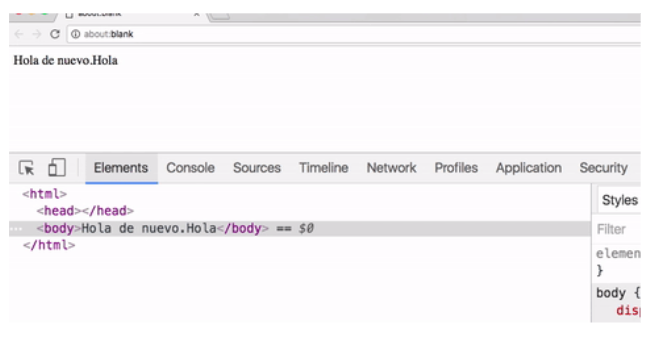 about:blank
about:blank
Hola de nuevo.Hola
Elements Console Sources Timeline Network Profiles Application Security
<html>
<head></head>
<body>Hola de nuevo.Hola</body> == $0
</html>
Styles
Filter
elemen
}
body {
disp